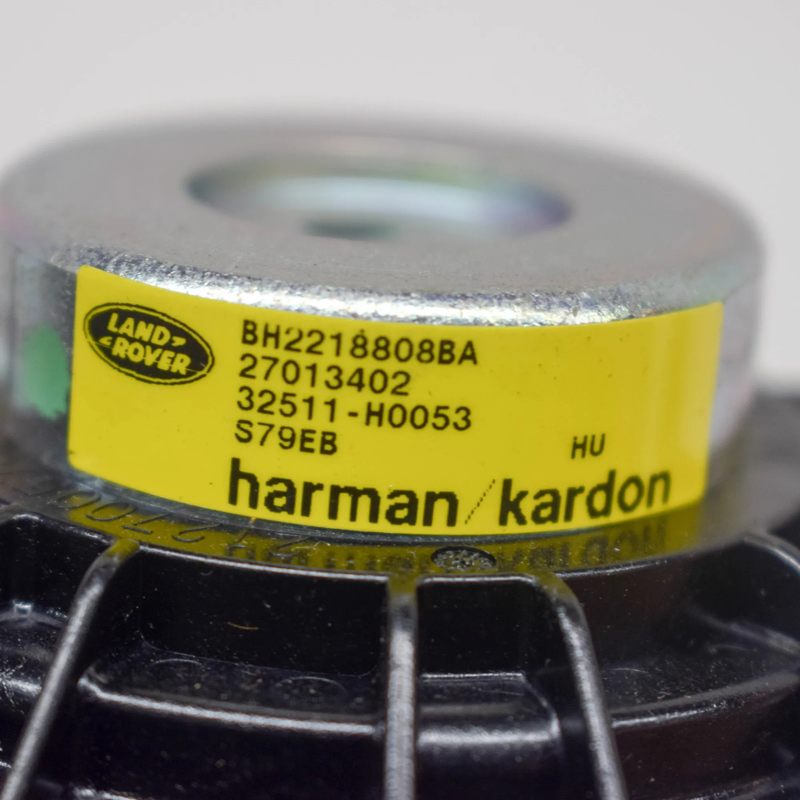 LAND
ROVER
BH2218808BA
27013402
32511-H0053
S79EB
HU
harman/kardon